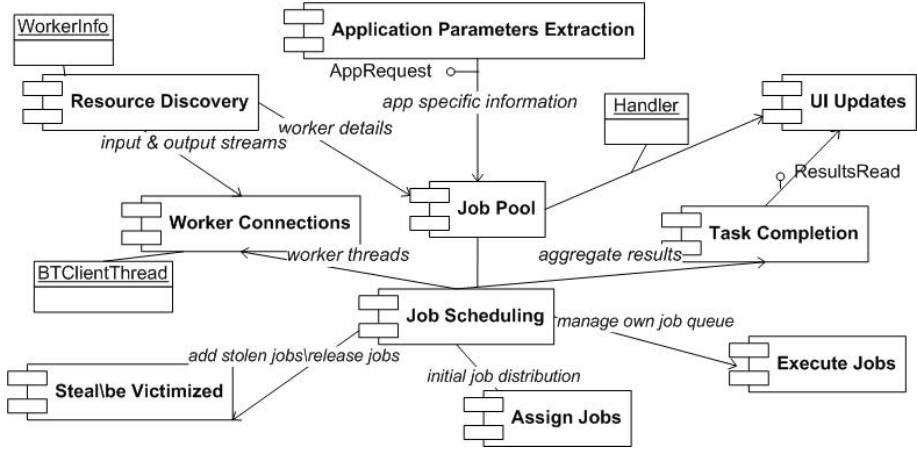 WorkerInfo
Application Parameters Extraction
AppRequest
Resource Discovery
app specific information
Handler
UI Updates
worker details
input & output streams
ResultsRead
Job Pool
Worker Connections
Task Completion
worker threads
aggregate results
BTClientThread
Job Scheduling
manage own job queue
add stolen jobs\release jobs
Execute Jobs
initial job distribution
Steal\be Victimized
Assign Jobs